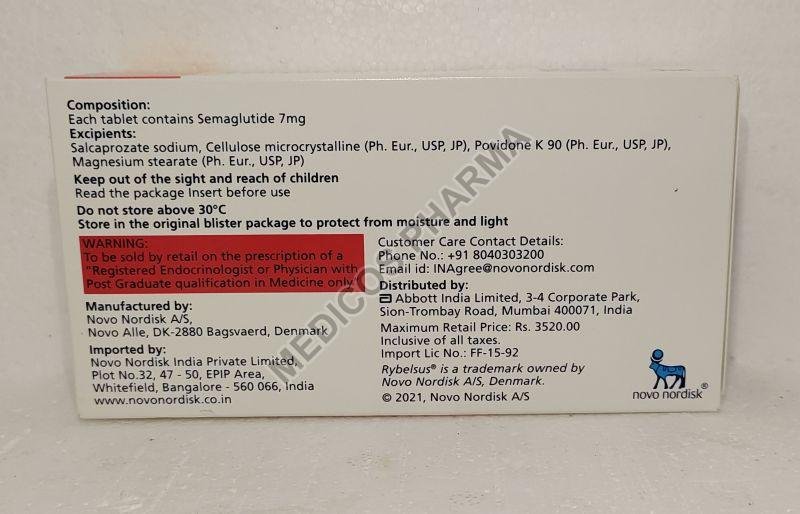 Composition:
Each tablet contains Semaglutide 7mg
Excipients:
Salcaprozate sodium, Cellulose microcrystalline (Ph. Eur., USP, JP), Povidone K 90 (Ph. Eur., USP, JP),
Magnesium stearate (Ph. Eur., USP, JP)
Keep out of the sight and reach of children
Read the package Insert before use
Do not store above 30°C
Store in the original blister package to protect from moisture and light
WARNING:
To be sold by retail on the prescription of a
"Registered Endocrinologist or Physician with
Post Graduate qualification in Medicine only"
Manufactured by:
Novo Nordisk A/S,
Novo Alle, DK-2880 Bagsvaerd, Denmark
Imported by:
Novo Nordisk India Private Limited,
Plot No.32, 47 - 50, EPIP Area,
Whitefield, Bangalore - 560 066, India
www.novonordisk.co.in
Customer Care Contact Details:
Phone No.: +91 8040303200
Email id: INAgree@novonordisk.com
Distributed by:
Abbott India Limited, 3-4 Corporate Park,
Sion-Trombay Road, Mumbai 400071, India
Maximum Retail Price: Rs. 3520.00
Inclusive of all taxes.
Import Lic No.: FF-15-92
Rybelsus® is a trademark owned by
Novo Nordisk A/S, Denmark.
© 2021, Novo Nordisk A/S
novo nordisk®
MEDICOS PHARMA